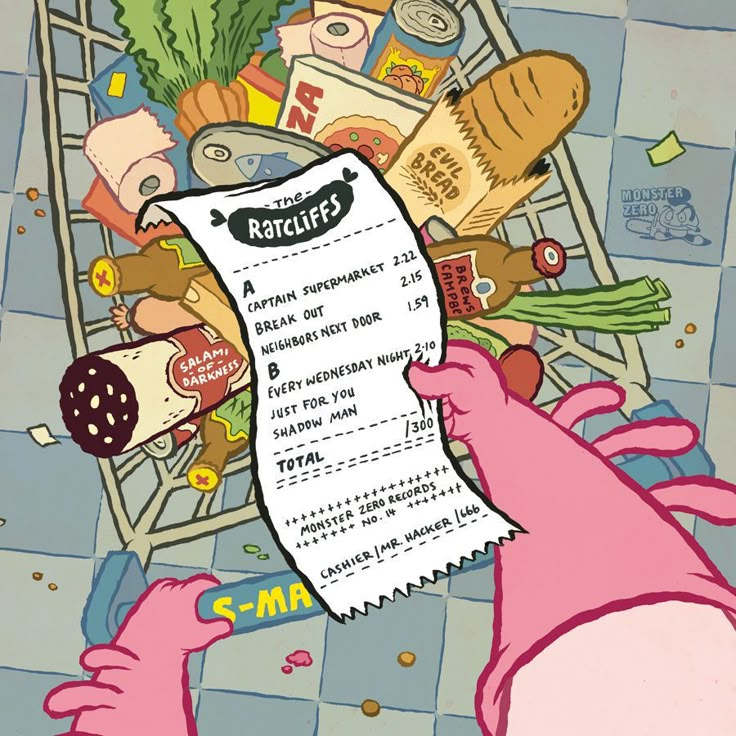 The
RATCLIFFS
A
CAPTAIN SUPERMARKET 2.22
BREAK OUT 2.15
NEIGHBORS NEXT DOOR 1.59
B
EVERY WEDNESDAY NIGHT 2.10
JUST FOR YOU
SHADOW MAN
TOTAL /300
+++++++++++++++++
MONSTER ZERO RECORDS
++++++ NO. 14 ++++++
CASHIER/MR. HACKER /666
ZA
EVIL
BREAD
MONSTER
ZERO
BREWS
CAMPBE
SALAMI
-OF-
DARKNESS
S-MA